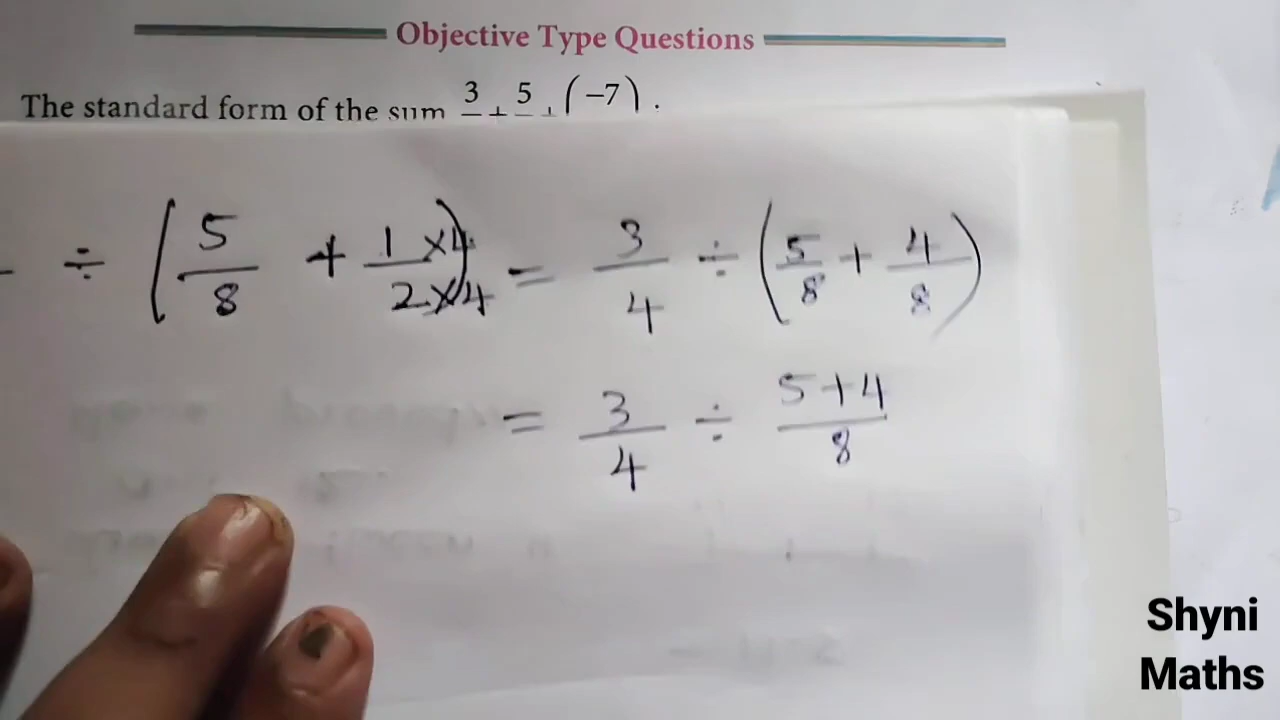 Objective Type Questions
The standard form of the sum 3/ + 5/ + (-7) .
÷ (5/8 + 1×4/2×4) = 3/4 ÷ (5/8 + 4/8)
= 3/4 ÷ 5+4/8
Shyni
Maths